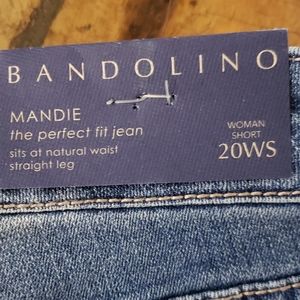 BANDOLINO
MANDIE
the perfect fit jean
sits at natural waist
straight leg
WOMAN
SHORT
20WS